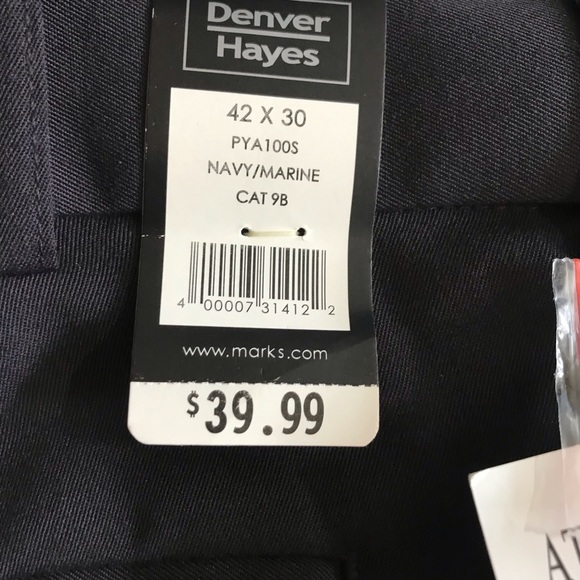 Denver
Hayes
42 X 30
PYA100S
NAVY/MARINE
CAT 9B
4 00007 31412 2
www.marks.com
$39.99